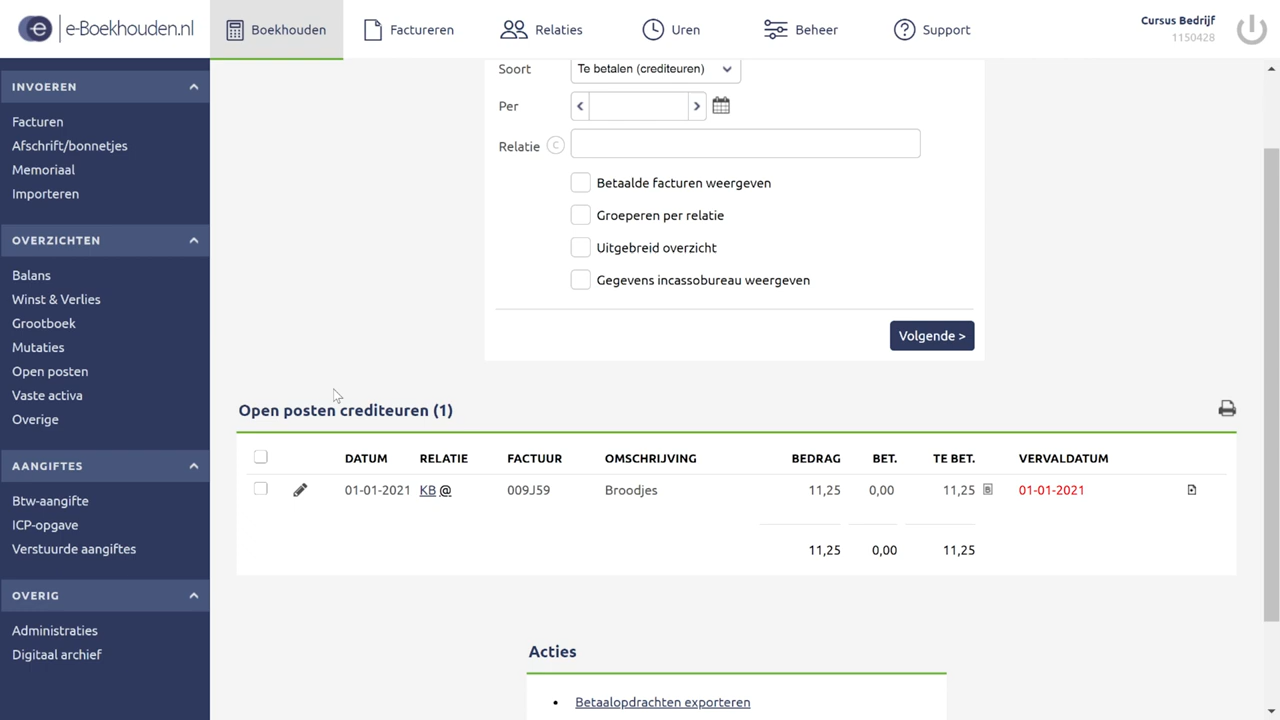 e-Boekhouden.nl
Boekhouden
Factureren
Relaties
Uren
Beheer
Support
Cursus Bedrijf
1150428
INVOEREN
Facturen
Afschrift/bonnetjes
Memoriaal
Importeren
OVERZICHTEN
Balans
Winst & Verlies
Grootboek
Mutaties
Open posten
Vaste activa
Overige
AANGIFTES
Btw-aangifte
ICP-opgave
Verstuurde aangiftes
OVERIG
Administraties
Digitaal archief
Soort Te betalen (crediteuren)
Per
Relatie C
Betaalde facturen weergeven
Groeperen per relatie
Uitgebreid overzicht
Gegevens incassobureau weergeven
Volgende >
Open posten crediteuren (1)
DATUM RELATIE FACTUUR OMSCHRIJVING BEDRAG BET. TE BET. VERVALDATUM
01-01-2021 KB @ 009J59 Broodjes 11,25 0,00 11,25 B 01-01-2021
11,25 0,00 11,25
Acties
• Betaalopdrachten exporteren